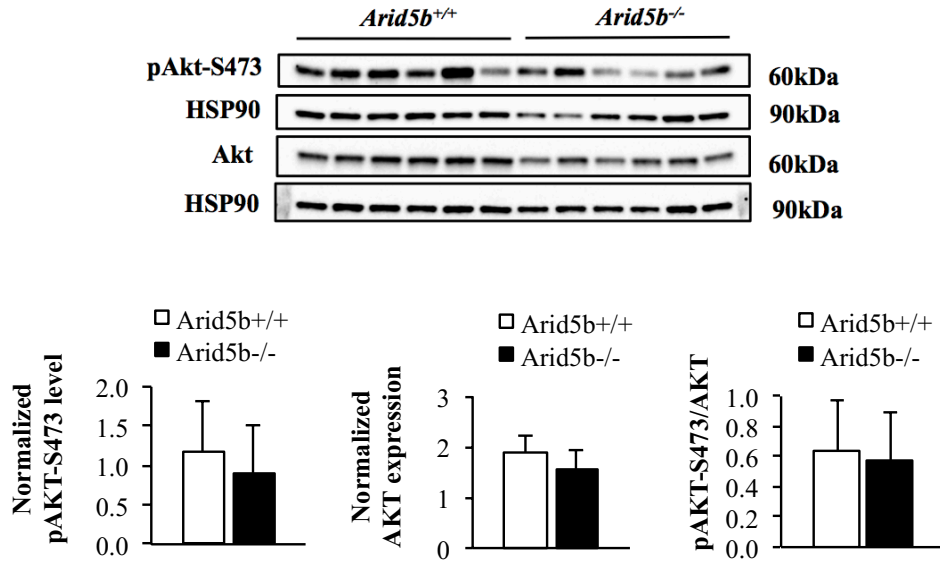 Arid5b+/+ Arid5b-/-
pAkt-S473 60kDa
HSP90 90kDa
Akt 60kDa
HSP90 90kDa
Arid5b+/+
Arid5b-/-
Normalized
pAKT-S473 level
2.0
1.5
1.0
0.5
0.0
Arid5b+/+
Arid5b-/-
Normalized
AKT expression
3
2
1
0
Arid5b+/+
Arid5b-/-
pAKT-S473/AKT
1.0
0.8
0.6
0.4
0.2
0.0